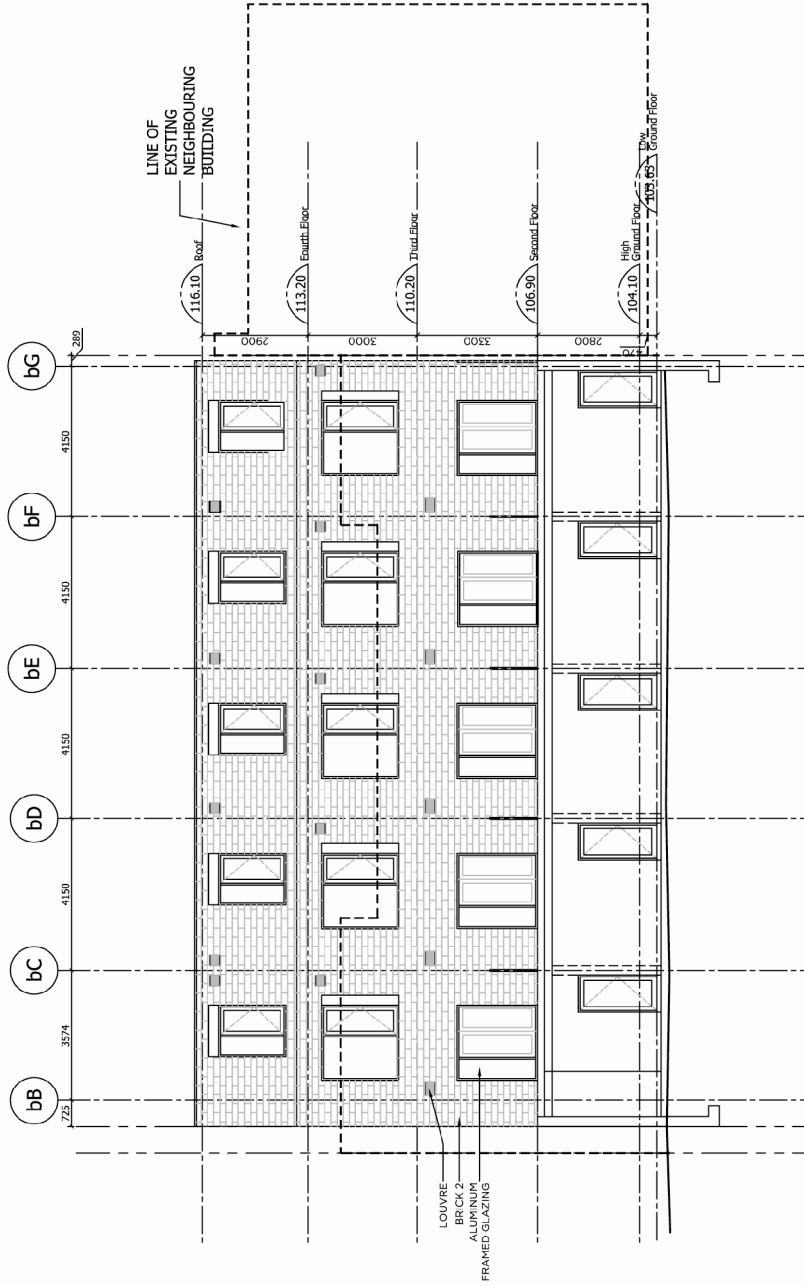 bB
bC
bD
bE
bF
bG
725
3574
4150
4150
4150
4150
289
LINE OF
EXISTING
NEIGHBOURING
BUILDING
116.10
Roof
2900
113.20
Fourth Floor
3000
110.20
Third Floor
3300
106.90
Second Floor
2800
104.10
High
Ground Floor
470
103.63
Low
Ground Floor
LOUVRE
BRICK 2
ALUMINUM
FRAMED GLAZING